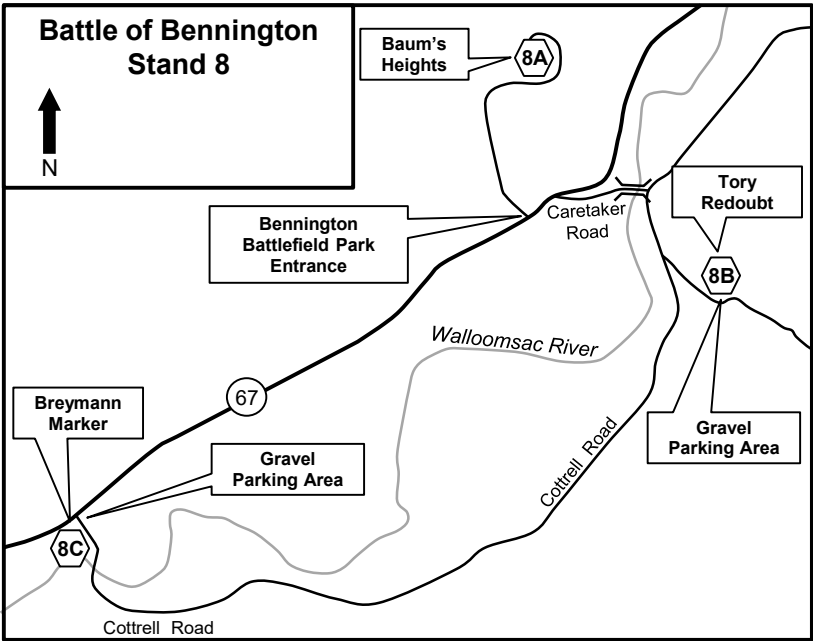 Battle of Bennington
Stand 8
N
Baum's
Heights
8A
Bennington
Battlefield Park
Entrance
Caretaker
Road
Tory
Redoubt
8B
Walloomsac River
67
Breymann
Marker
Gravel
Parking Area
Cottrell Road
Gravel
Parking Area
8C
Cottrell Road